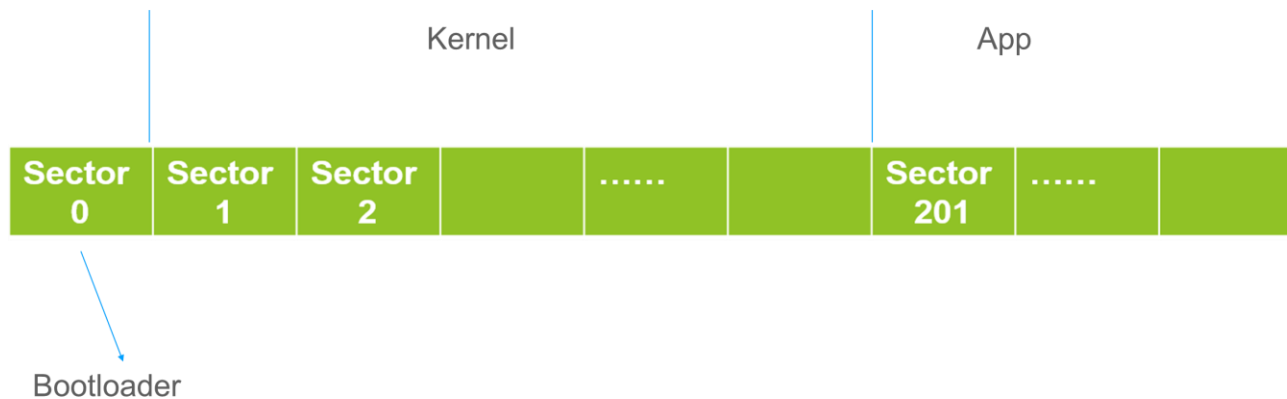 Kernel
App
Sector
0
Sector
1
Sector
2
......
Sector
201
......
Bootloader